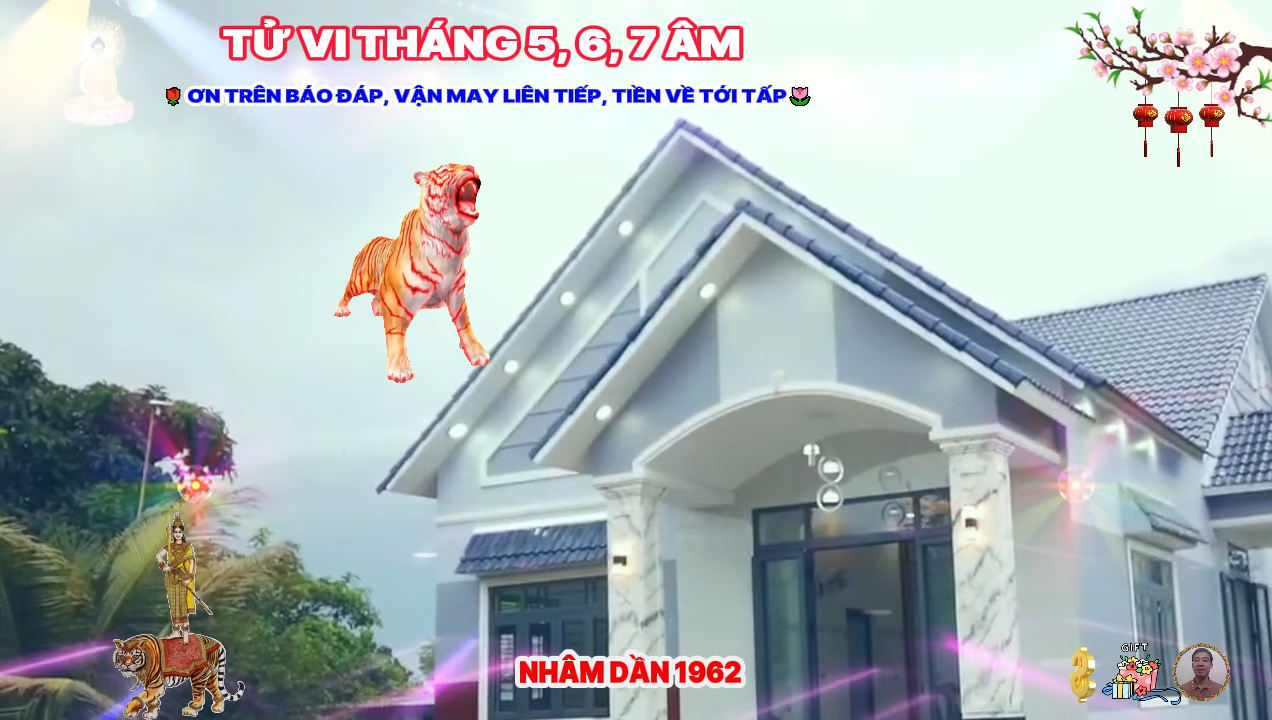 TỬ VI THÁNG 5, 6, 7 ÂM
ƠN TRÊN BÁO ĐÁP, VẬN MAY LIÊN TIẾP, TIỀN VỀ TỚI TẤP
NHÂM DẦN 1962
GIFT